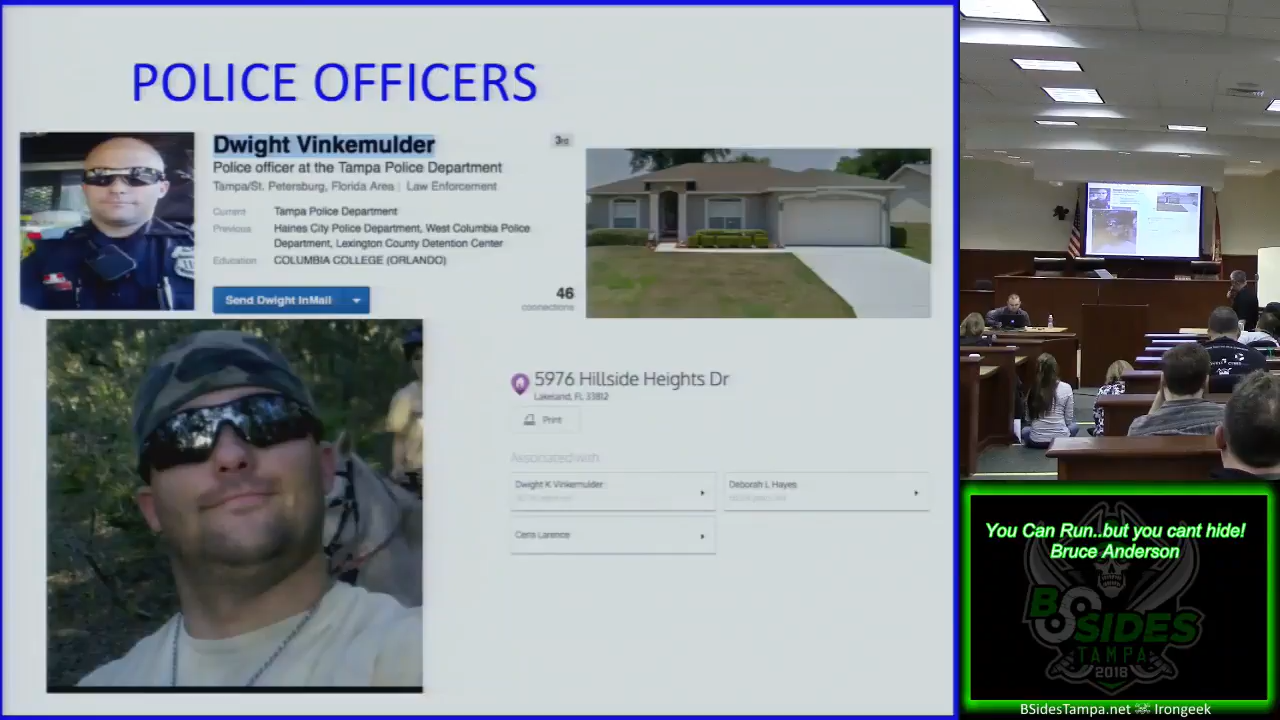 POLICE OFFICERS
Dwight Vinkemulder
3rd
Police officer at the Tampa Police Department
Tampa/St. Petersburg, Florida Area | Law Enforcement
Current Tampa Police Department
Previous Haines City Police Department, West Columbia Police
Department, Lexington County Detention Center
Education COLUMBIA COLLEGE (ORLANDO)
Send Dwight InMail
46
connections
5976 Hillside Heights Dr
Lakeland, FL 33812
Print
Associated with
Dwight K Vinkemulder
Deborah L Hayes
Cerra Larence
You Can Run..but you cant hide!
Bruce Anderson
BSIDES
TAMPA
2018
BSidesTampa.net Irongeek